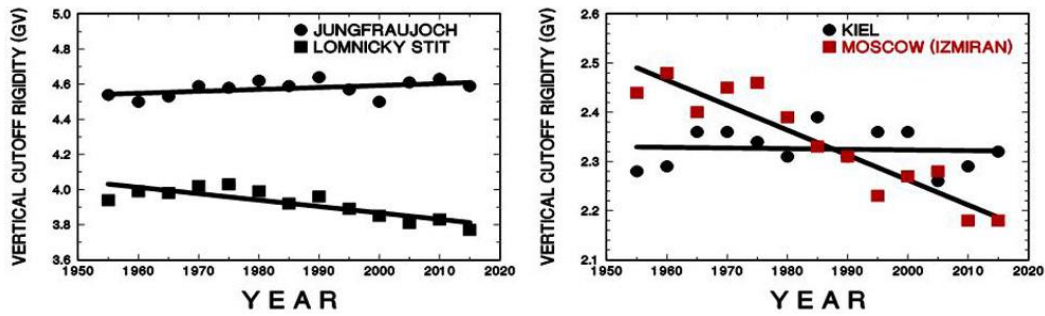 VERTICAL CUTOFF RIGIDITY (GV)
5.0
4.8
4.6
4.4
4.2
4.0
3.8
3.6
JUNGFRAUJOCH
LOMNICKY STIT
1950 1960 1970 1980 1990 2000 2010 2020
YEAR
VERTICAL CUTOFF RIGIDITY (GV)
2.6
2.5
2.4
2.3
2.2
2.1
KIEL
MOSCOW (IZMIRAN)
1950 1960 1970 1980 1990 2000 2010 2020
YEAR